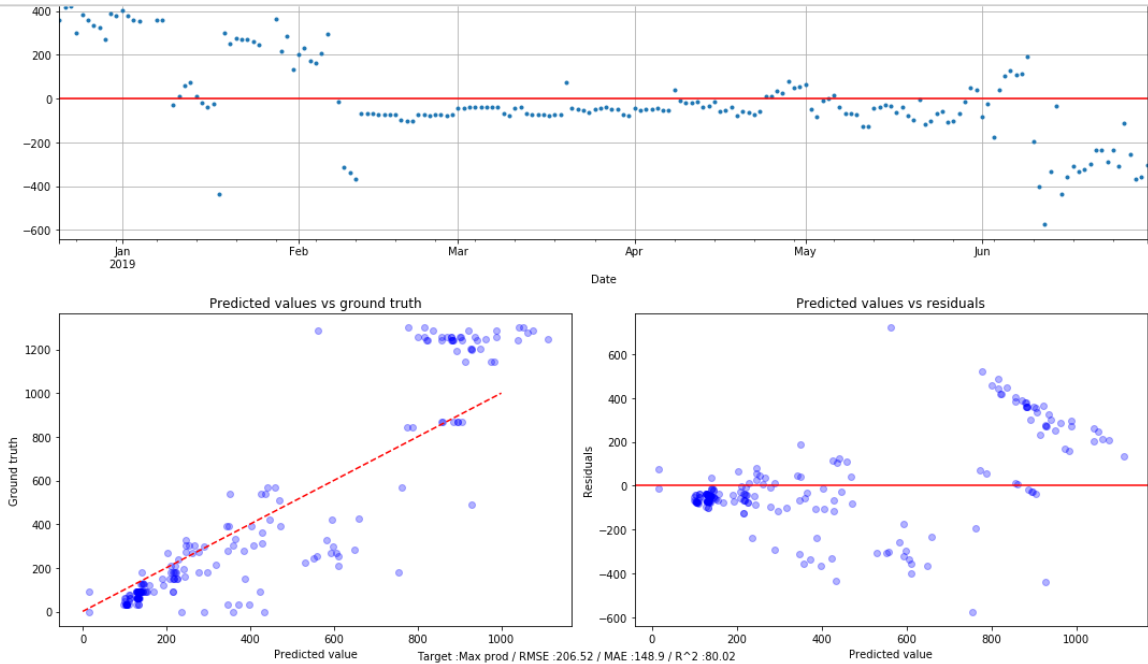 400
200
0
−200
−400
−600
Jan
2019
Feb
Mar
Apr
May
Jun
Date
Predicted values vs ground truth
Ground truth
1200
1000
800
600
400
200
0
0 200 400 600 800 1000
Predicted value
Predicted values vs residuals
Residuals
600
400
200
0
−200
−400
−600
0 200 400 600 800 1000
Predicted value
Target :Max prod / RMSE :206.52 / MAE :148.9 / R^2 :80.02